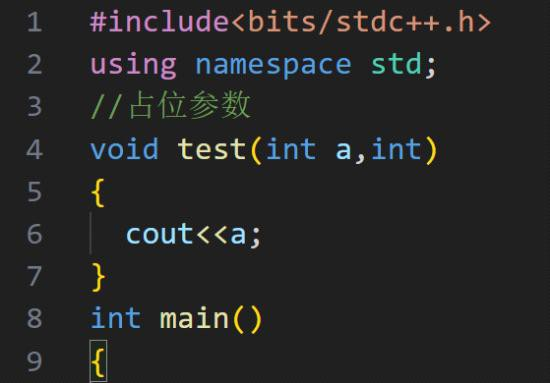 1 #include<bits/stdc++.h>
2 using namespace std;
3 //占位参数
4 void test(int a,int)
5 {
6 cout<<a;
7 }
8 int main()
9 {